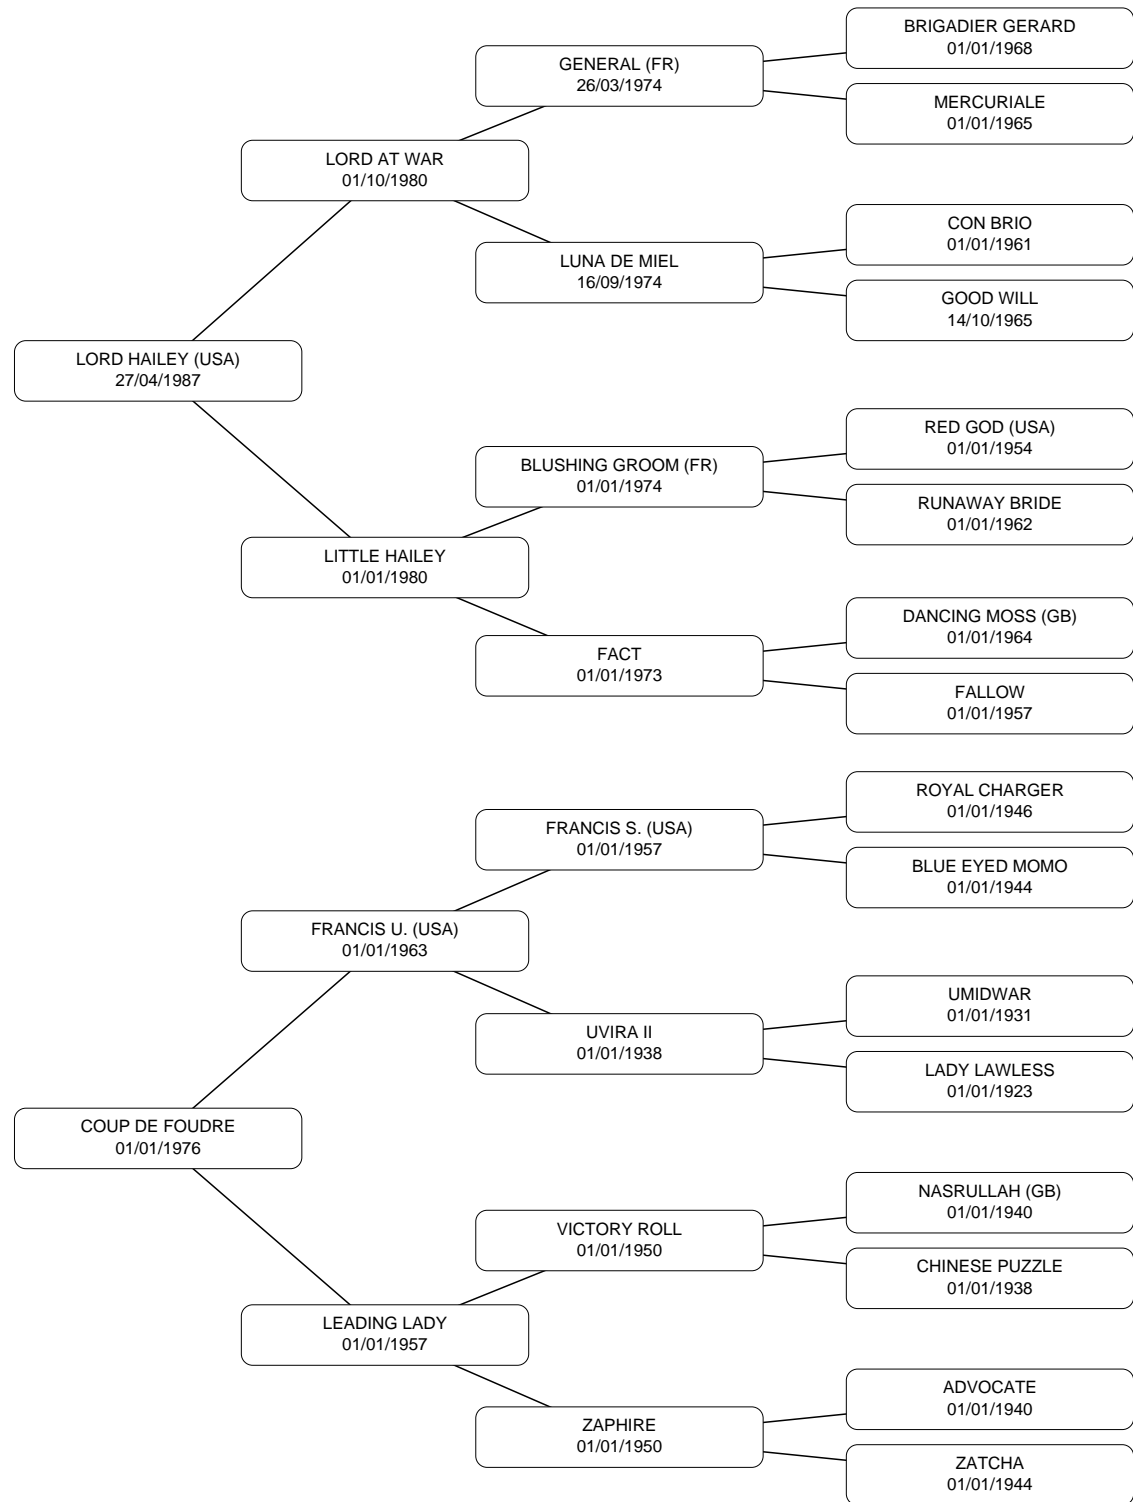 BRIGADIER GERARD
01/01/1968
GENERAL (FR)
26/03/1974
MERCURIALE
01/01/1965
LORD AT WAR
01/10/1980
CON BRIO
01/01/1961
LUNA DE MIEL
16/09/1974
GOOD WILL
14/10/1965
LORD HAILEY (USA)
27/04/1987
RED GOD (USA)
01/01/1954
BLUSHING GROOM (FR)
01/01/1974
RUNAWAY BRIDE
01/01/1962
LITTLE HAILEY
01/01/1980
DANCING MOSS (GB)
01/01/1964
FACT
01/01/1973
FALLOW
01/01/1957
ROYAL CHARGER
01/01/1946
FRANCIS S. (USA)
01/01/1957
BLUE EYED MOMO
01/01/1944
FRANCIS U. (USA)
01/01/1963
UMIDWAR
01/01/1931
UVIRA II
01/01/1938
LADY LAWLESS
01/01/1923
COUP DE FOUDRE
01/01/1976
NASRULLAH (GB)
01/01/1940
VICTORY ROLL
01/01/1950
CHINESE PUZZLE
01/01/1938
LEADING LADY
01/01/1957
ADVOCATE
01/01/1940
ZAPHIRE
01/01/1950
ZATCHA
01/01/1944